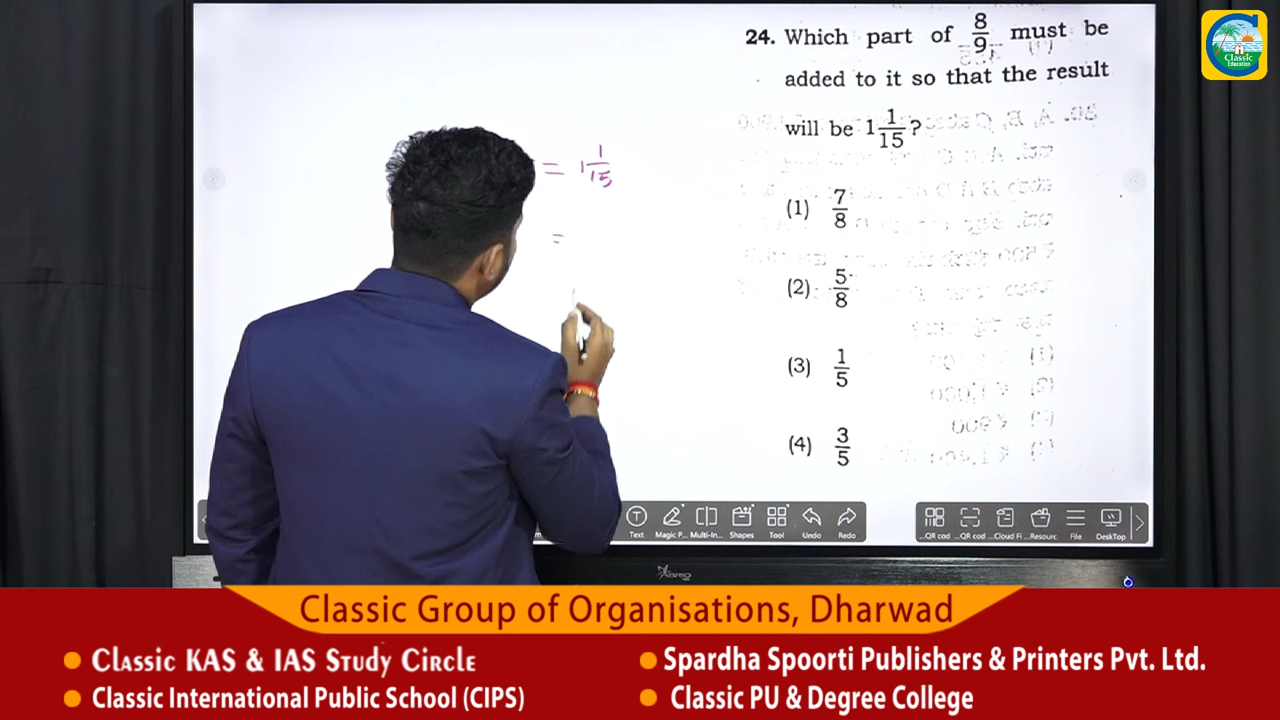 24. Which part of 8/9 must be
added to it so that the result
will be 1 1/15?
(1) 7/8
(2) 5/8
(3) 1/5
(4) 3/5
= 1 1/15
=
Text
Magic P...
Multi-In...
Shapes
Tool
Undo
Redo
...QR cod
...QR cod
...Cloud Fi
...Resourc
File
DeskTop
Classic
Education
Classic Group of Organisations, Dharwad
Classic KAS & IAS Study Circle
Classic International Public School (CIPS)
Spardha Spoorti Publishers & Printers Pvt. Ltd.
Classic PU & Degree College